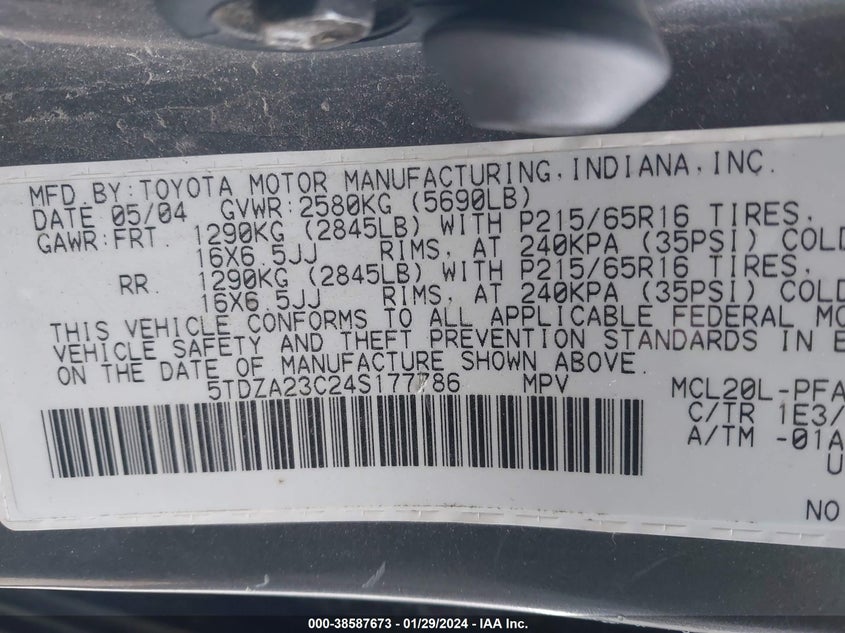 MFD.BY:TOYOTA MOTOR MANUFACTURING,INDIANA,INC.
DATE 05/04 GVWR:2580KG (5690LB)
GAWR:FRT. 1290KG (2845LB) WITH P215/65R16 TIRES,
16X6.5JJ RIMS, AT 240KPA (35PSI) COLD
RR. 1290KG (2845LB) WITH P215/65R16 TIRES,
16X6.5JJ RIMS, AT 240KPA (35PSI) COLD
THIS VEHICLE CONFORMS TO ALL APPLICABLE FEDERAL MO
VEHICLE SAFETY AND THEFT PREVENTION STANDARDS IN E
ON THE DATE OF MANUFACTURE SHOWN ABOVE.
5TDZA23C24S177786 MPV MCL20L-PFA
C/TR 1E3/
A/TM -01A
U
NO
000-38587673 - 01/29/2024 - IAA Inc.